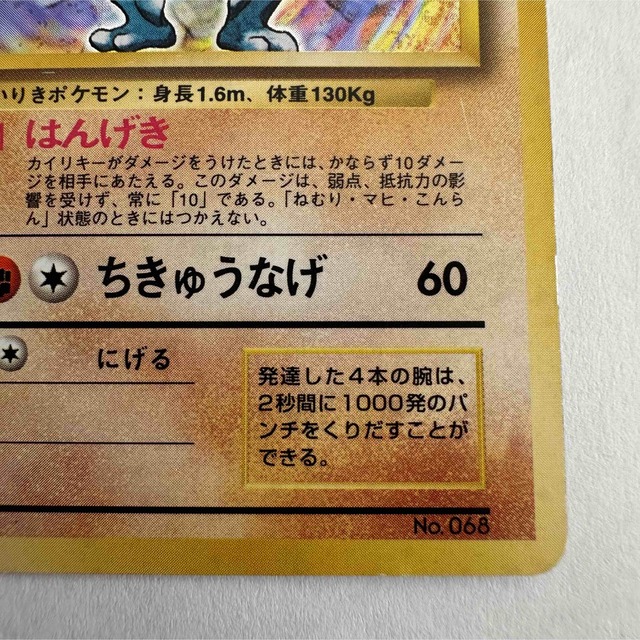 いりきポケモン：身長1.6m、体重130Kg
はんげき
カイリキーがダメージをうけたときには、かならず10ダメー
ジを相手にあたえる。このダメージは、弱点、抵抗力の影
響を受けず、常に「10」である。「ねむり・マヒ・こんら
ん」状態のときにはつかえない。
ちきゅうなげ 60
にげる
発達した4本の腕は、
2秒間に1000発のパ
ンチをくりだすことが
できる。
No.068